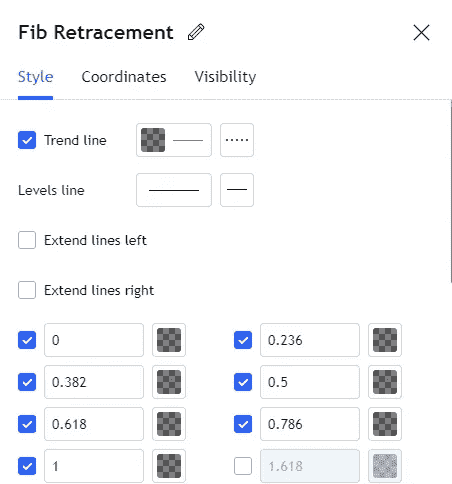 Fib Retracement
Style Coordinates Visibility
Trend line
Levels line
Extend lines left
Extend lines right
0 0.236
0.382 0.5
0.618 0.786
1 1.618